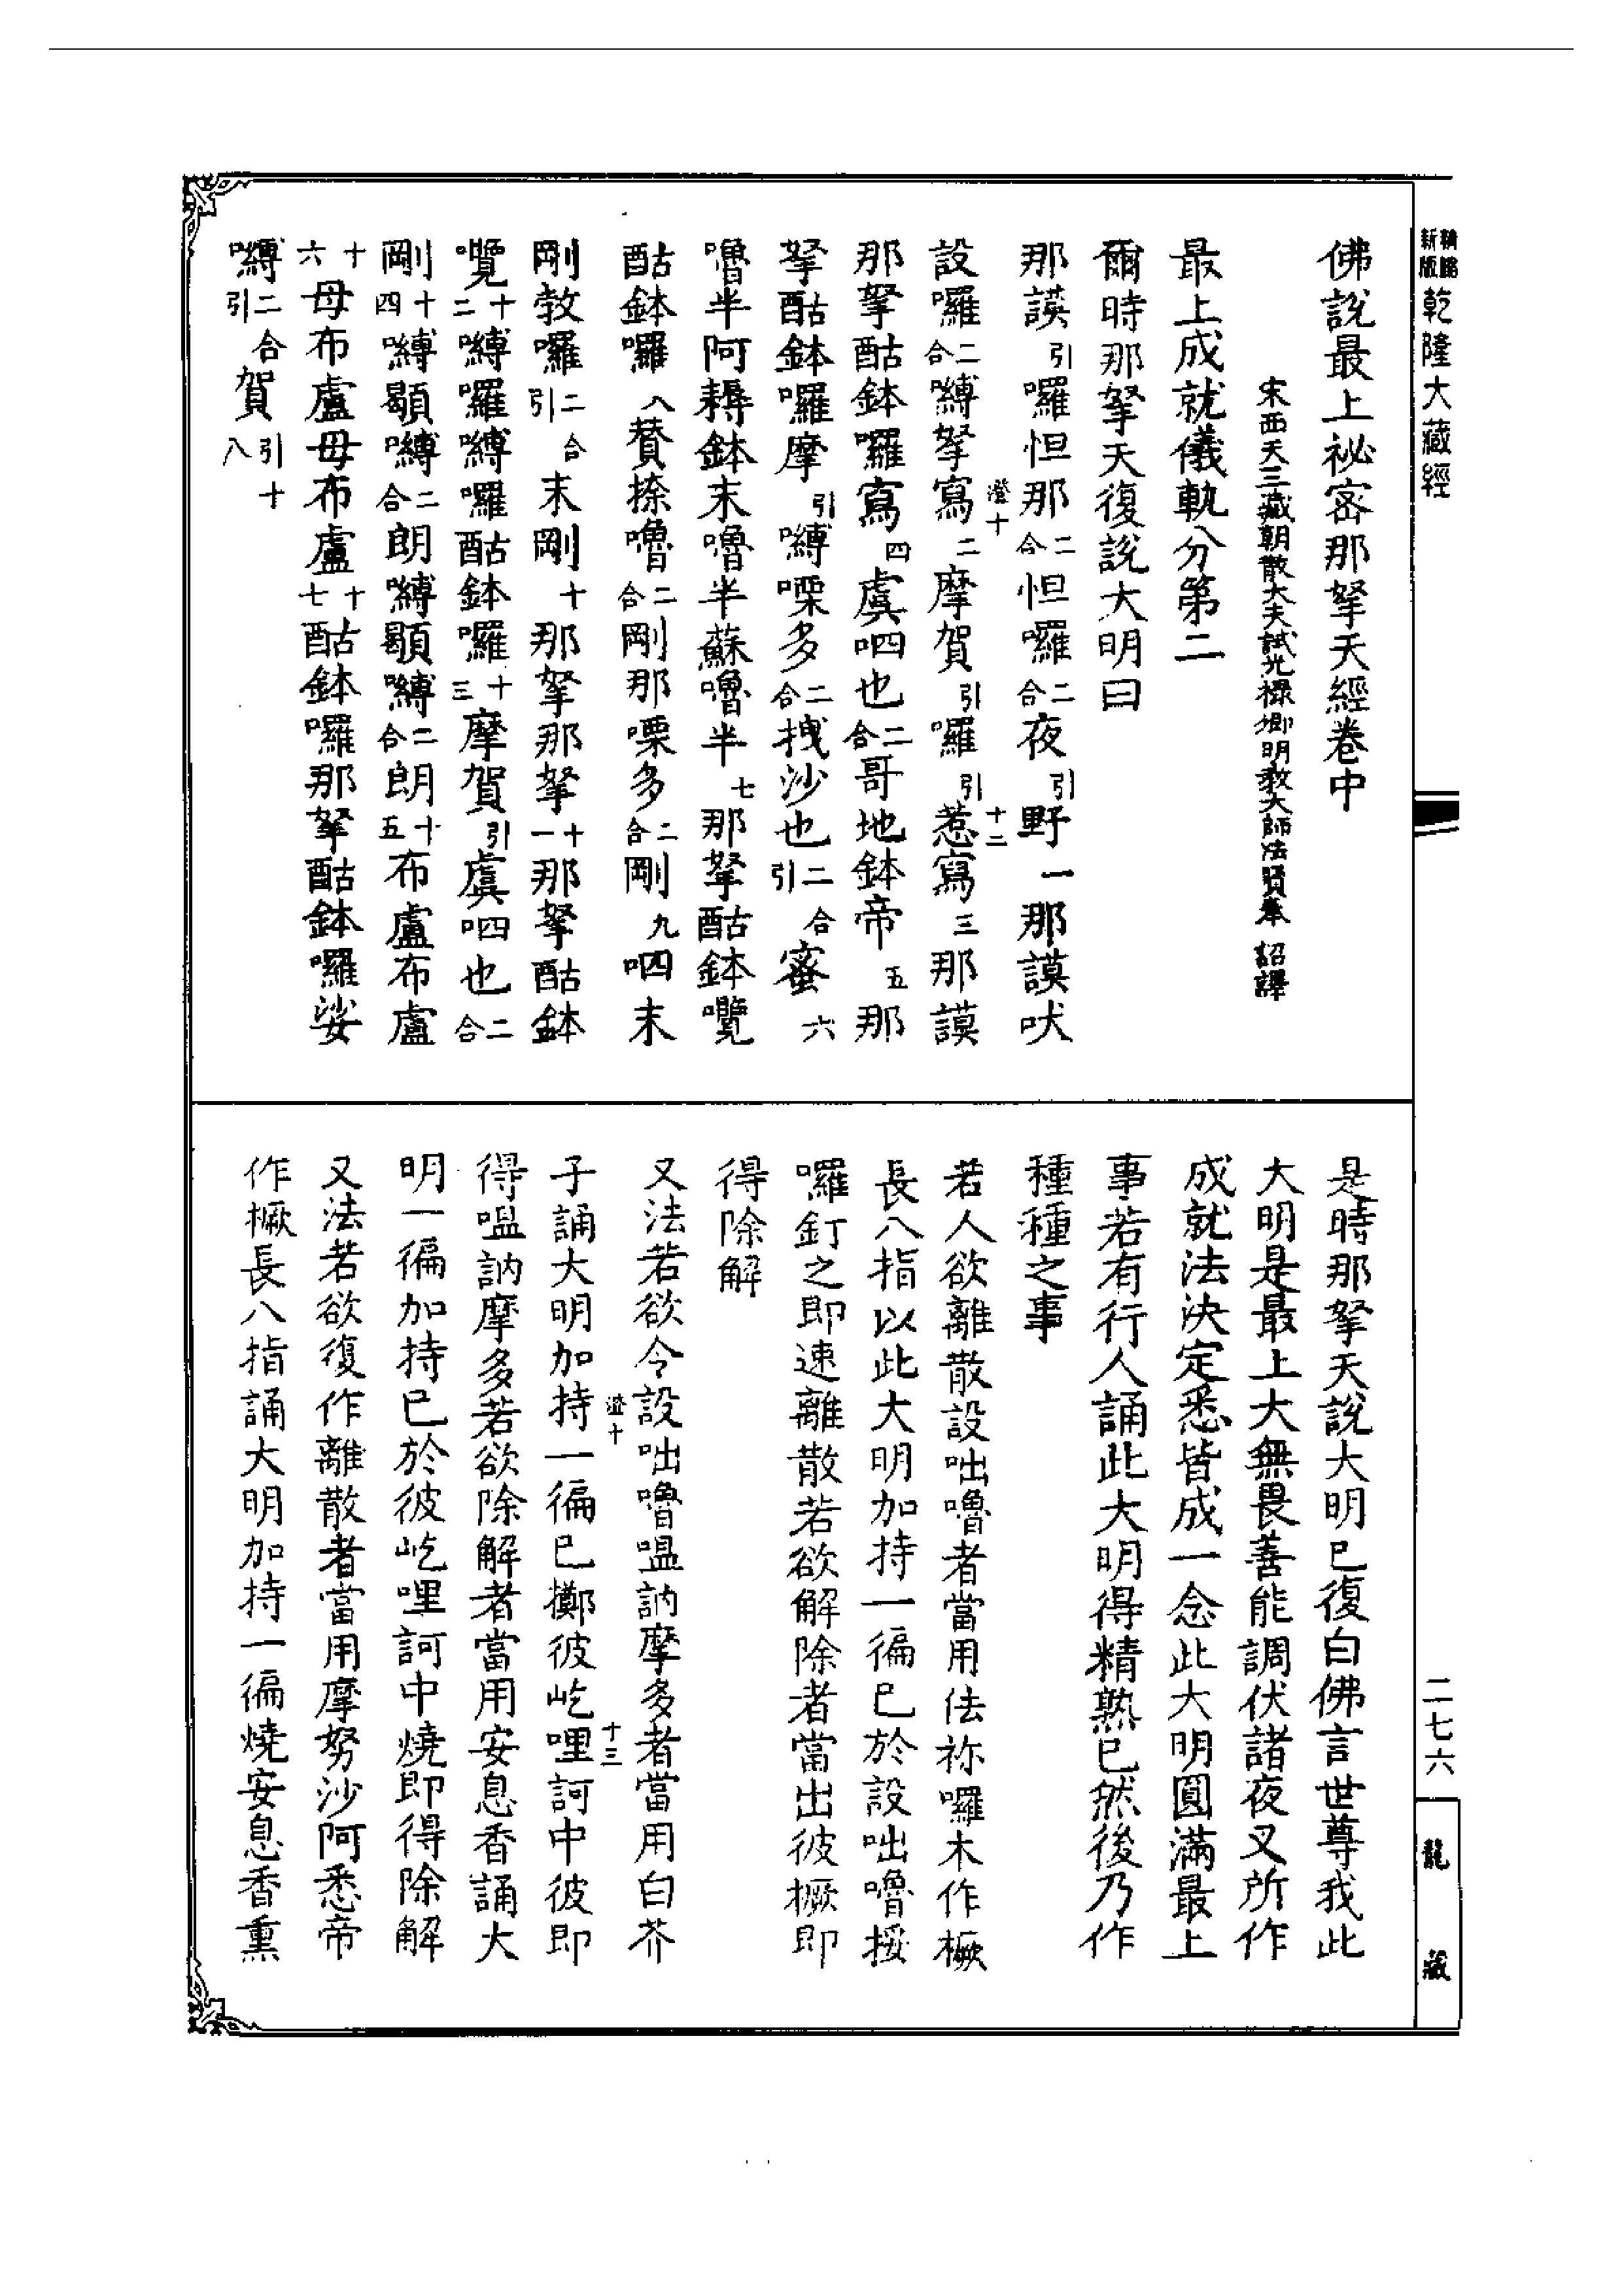 新版 精縮 乾隆大藏經
佛說最上祕密那拏天經卷中
宋西天三藏朝散大夫試光祿卿明教大師法賢奉 詔譯
最上成就儀軌分第二
爾時那拏天復說大明曰
那謨引囉怛那二合怛囉二合夜引野一那謨吠
澄十 十二
設囉二合嚩拏寫二摩賀引囉引惹寫三那謨
那拏酤鉢囉寫四虞呬也二合哥地鉢帝五那
拏酤鉢囉摩引嚩㗚多二合拽沙也二合引蜜六
嚕半阿耨鉢末嚕半蘇嚕半七那拏酤鉢囕
酤鉢囉八贊捺嚕二合剛那㗚多二合剛九呬末
剛敎囉二合引末剛十那拏那拏十一那拏酤鉢
囕十二嚩囉嚩囉酤鉢囉十三摩賀引虞呬也二合
剛十四嚩㬤嚩二合朗嚩㬤嚩二合朗十五布盧布盧
十六母布盧母布盧十七酤鉢囉那拏酤鉢囉娑
嚩二合引賀引十八
是時那拏天說大明已復白佛言世尊我此
大明是最上大無畏善能調伏諸夜叉所作
成就法決定悉皆成一念此大明圓滿最上
事若有行人誦此大明得精熟已然後乃作
種種之事
若人欲離散設咄嚕者當用佉祢囉木作橛
長八指以此大明加持一徧已於設咄嚕挼
囉釘之即速離散若欲解除者當出彼橛即
得除解
又法若欲令設咄嚕嗢訥摩多者當用白芥
澄十 十三
子誦大明加持一徧已擲彼屹哩訶中彼即
得嗢訥摩多若欲除解者當用安息香誦大
明一徧加持已於彼屹哩訶中燒即得除解
又法若欲復作離散者當用摩努沙阿悉帝
作橛長八指誦大明加持一徧燒安息香熏
二七六
龍藏